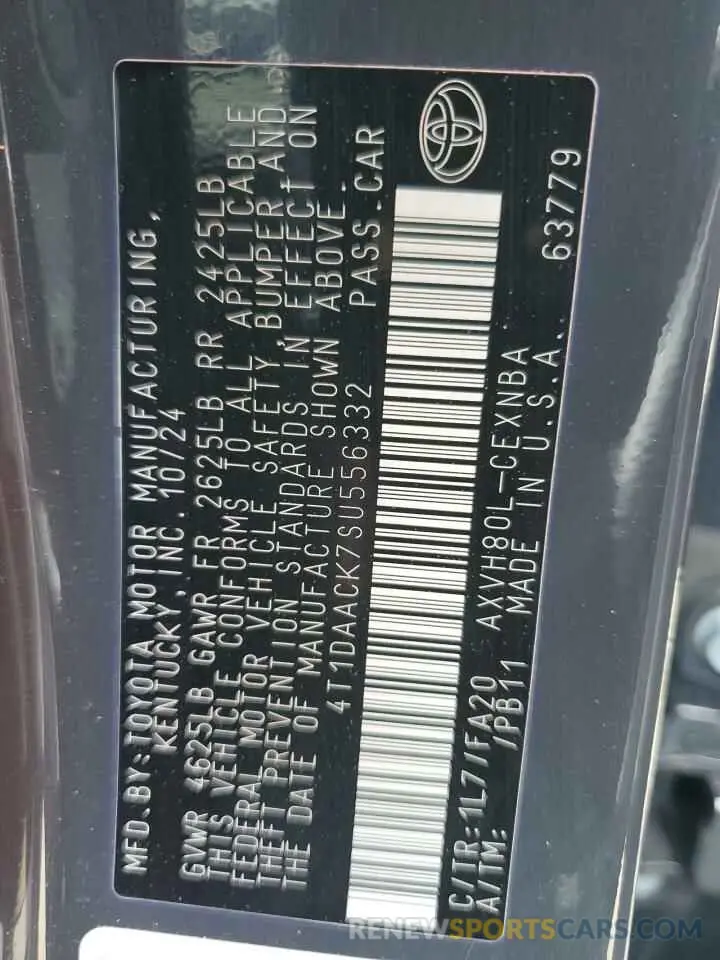 MFD.BY:TOYOTA MOTOR MANUFACTURING,
KENTUCKY,INC. 10/24
GVWR 4625LB GAWR FR 2625LB RR 2425LB
THIS VEHICLE CONFORMS TO ALL APPLICABLE
FEDERAL MOTOR VEHICLE SAFETY,BUMPER AND
THEFT PREVENTION STANDARDS IN EFFECT ON
THE DATE OF MANUFACTURE SHOWN ABOVE.
4T1DAACK7SU556332 PASS.CAR
C/TR:1L7/FA20 AXVH80L-CEXNBA
A/TM: /PB11 MADE IN U.S.A. 63779
RENEWSPORTSCARS.COM